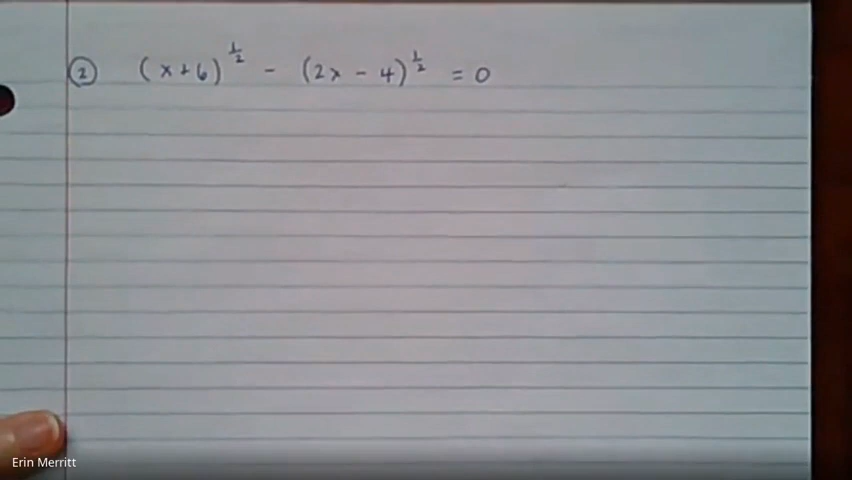 ② (x+6)^½ - (2x - 4)^½ = 0
Erin Merritt